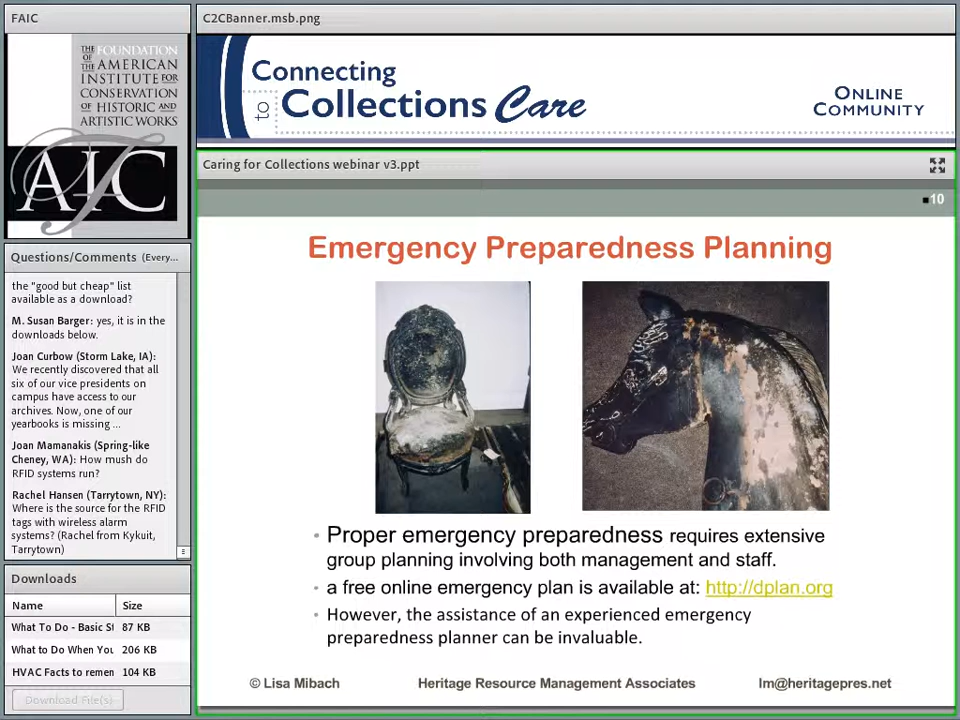 FAIC
THE FOUNDATION
OF THE AMERICAN
INSTITUTE FOR
CONSERVATION
OF HISTORIC AND
ARTISTIC WORKS
AIC
C2CBanner.msb.png
Connecting
to Collections Care
ONLINE
COMMUNITY
Caring for Collections webinar v3.ppt
10
Emergency Preparedness Planning
• Proper emergency preparedness requires extensive
group planning involving both management and staff.
• a free online emergency plan is available at: http://dplan.org
• However, the assistance of an experienced emergency
preparedness planner can be invaluable.
© Lisa Mibach Heritage Resource Management Associates lm@heritagepres.net
Questions/Comments (Every...
the "good but cheap" list
available as a download?
M. Susan Barger: yes, it is in the
downloads below.
Joan Curbow (Storm Lake, IA):
We recently discovered that all
six of our vice presidents on
campus have access to our
archives. Now, one of our
yearbooks is missing ...
Joan Mamanakis (Spring-like
Cheney, WA): How mush do
RFID systems run?
Rachel Hansen (Tarrytown, NY):
Where is the source for the RFID
tags with wireless alarm
systems? (Rachel from Kykuit,
Tarrytown)
Downloads
Name Size
What To Do - Basic St 87 KB
What to Do When You 206 KB
HVAC Facts to remen 104 KB
Download File(s)